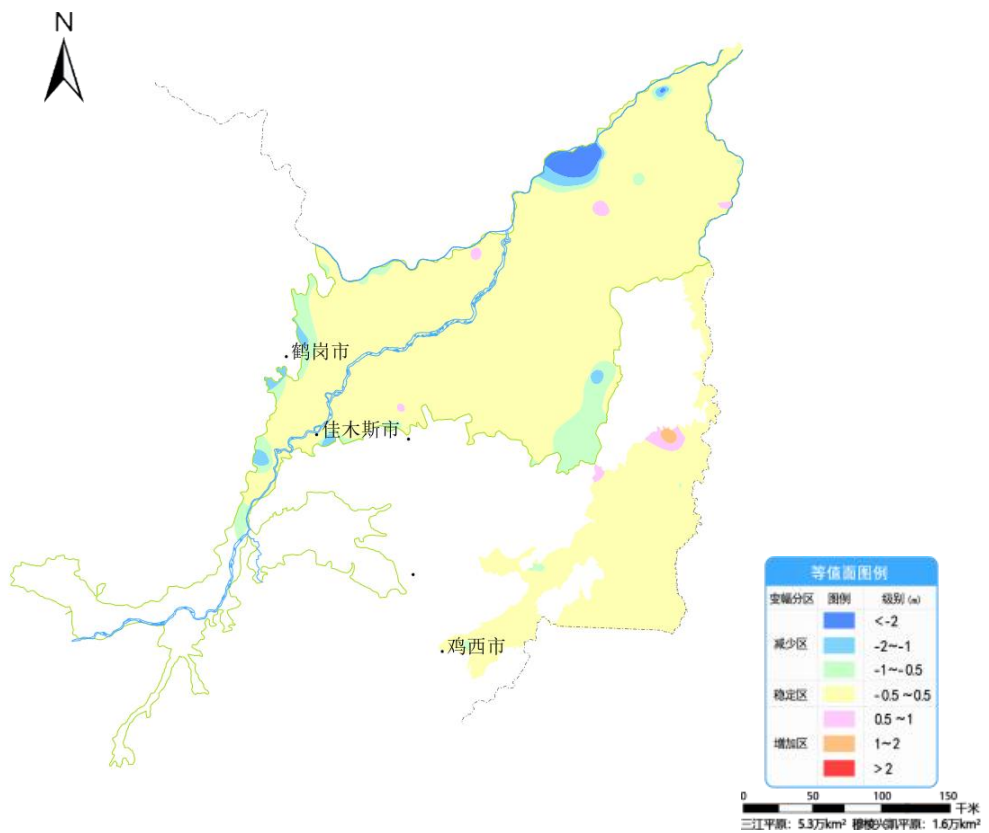 N
鹤岗市
佳木斯市
鸡西市
等值面图例
变幅分区 图例 级别 (m)
减少区
<-2
-2~-1
-1~-0.5
稳定区 -0.5~0.5
增加区
0.5~1
1~2
>2
0 50 100 150 千米
三江平原：5.3万km² 穆棱兴凯平原：1.6万km²